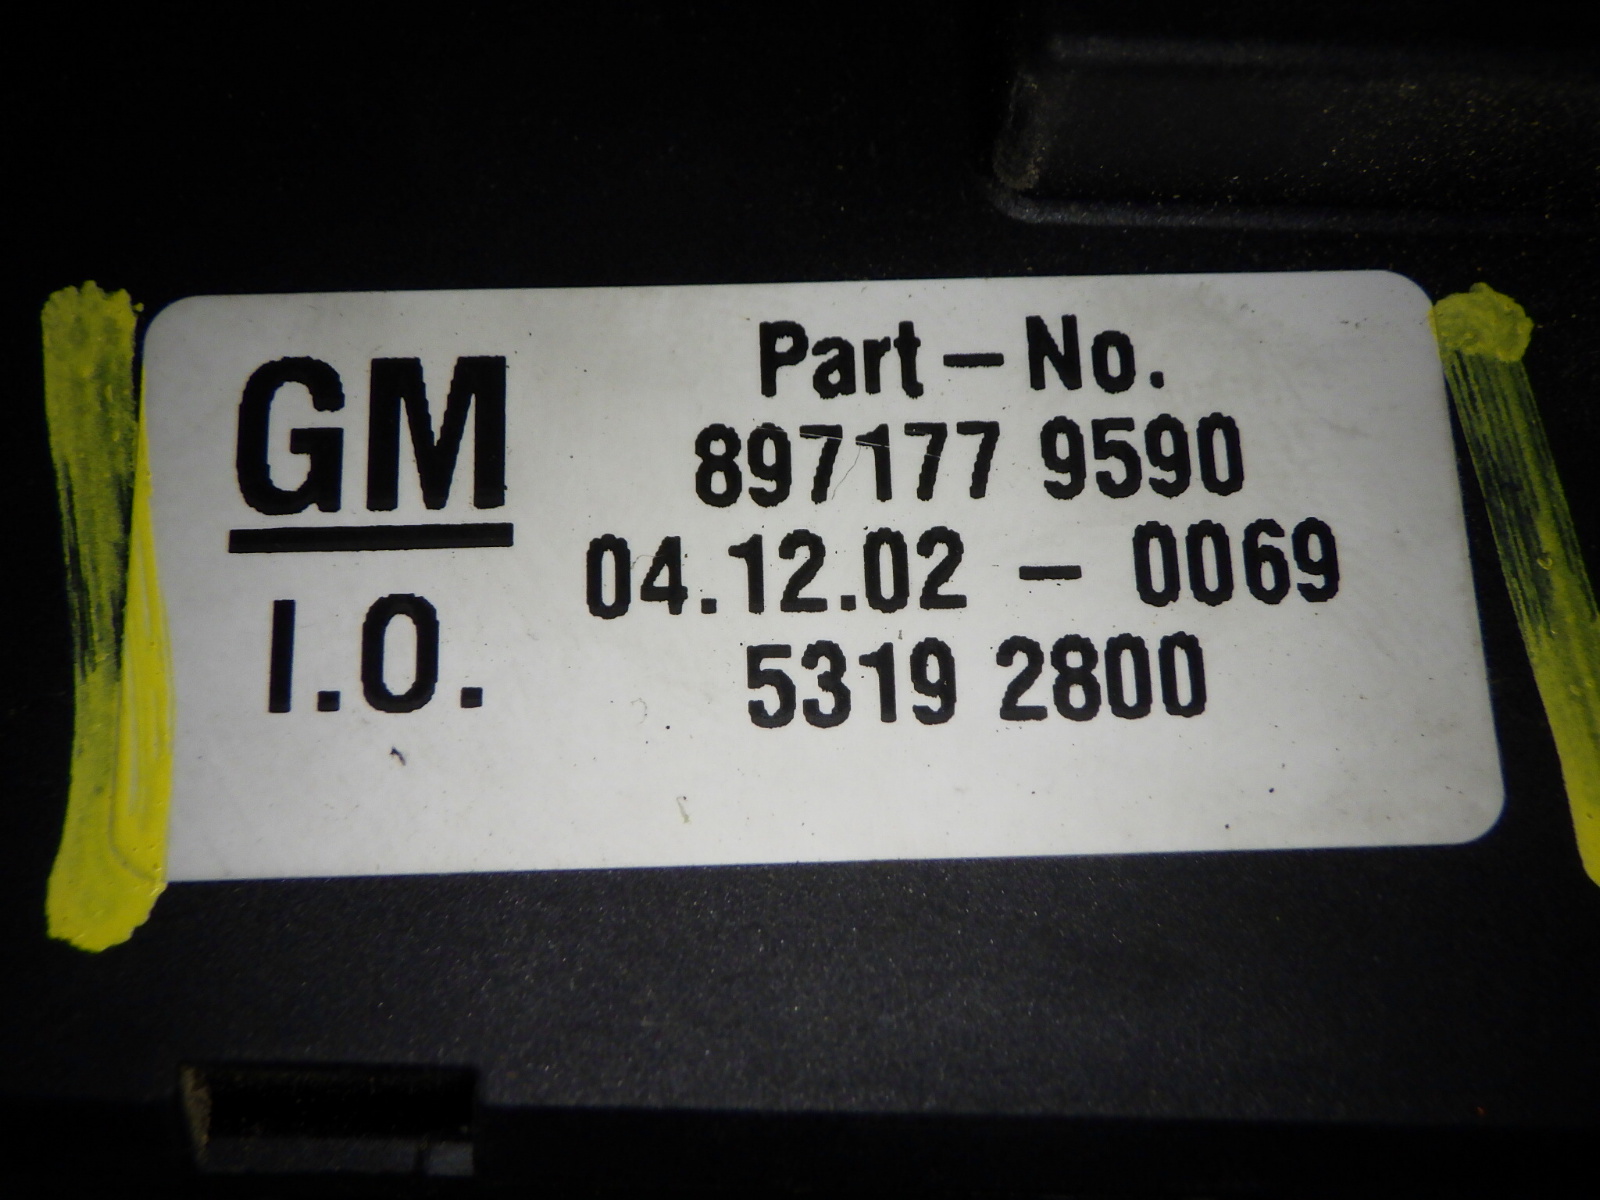 GM
I.O.
Part-No.
897177 9590
04.12.02 - 0069
5319 2800